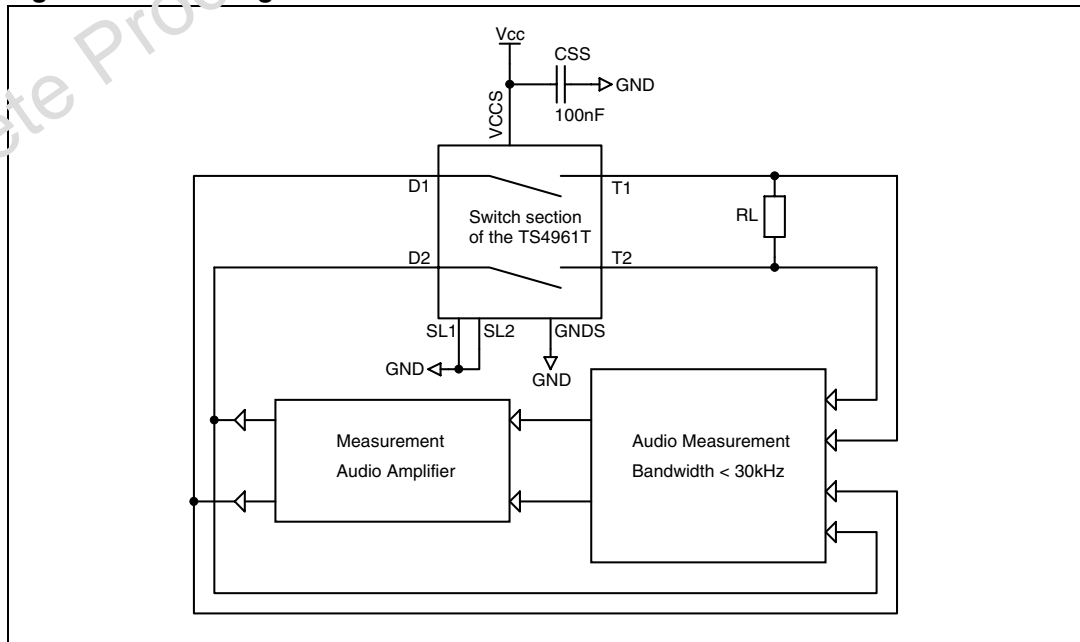 Vcc
CSS
GND
100nF
VCCS
D1
T1
RL
Switch section
of the TS4961T
D2
T2
SL1
SL2
GNDS
GND
GND
Measurement
Audio Amplifier
Audio Measurement
Bandwidth < 30kHz